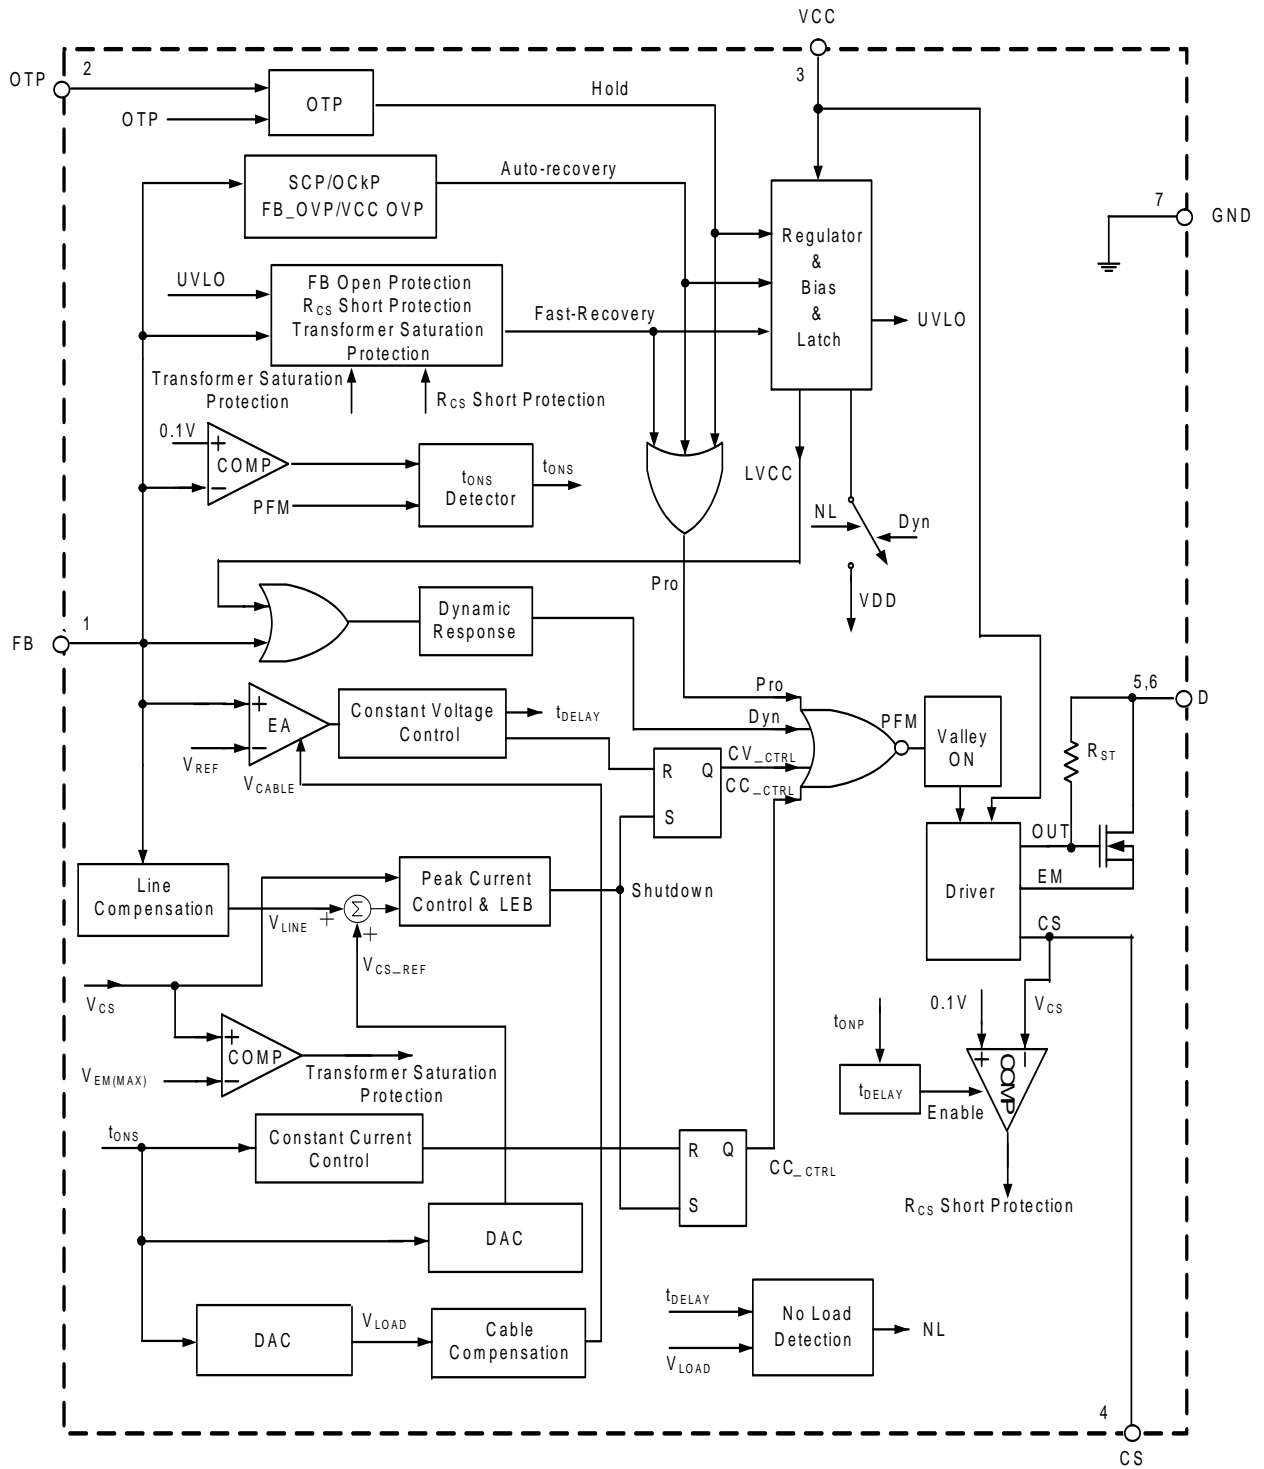 VCC
3
OTP
2
OTP
OTP
Hold
SCP/OCkP
FB_OVP/VCC OVP
Auto-recovery
7
GND
Regulator
&
Bias
&
Latch
UVLO
UVLO
FB Open Protection
RCS Short Protection
Transformer Saturation
Protection
Fast-Recovery
Transformer Saturation
Protection
RCS Short Protection
0.1V
+
COMP
−
PFM
tONS
Detector
tONS
LVCC
NL
Dyn
VDD
Pro
FB
1
Dynamic
Response
+
EA
−
VREF
VCABLE
Constant Voltage
Control
tDELAY
R
Q
S
CV_CTRL
CC_CTRL
Pro
Dyn
PFM
Valley
ON
5,6
D
RST
OUT
EM
CS
Driver
Line
Compensation
VLINE
+
Σ
+
VCS_REF
Peak Current
Control & LEB
Shutdown
VCS
+
COMP
−
VEM(MAX)
Transformer Saturation
Protection
tONP
tDELAY
Enable
0.1V
VCS
+
−
COMP
RCS Short Protection
tONS
Constant Current
Control
R
Q
S
CC_CTRL
DAC
DAC
VLOAD
Cable
Compensation
tDELAY
VLOAD
No Load
Detection
NL
4
CS